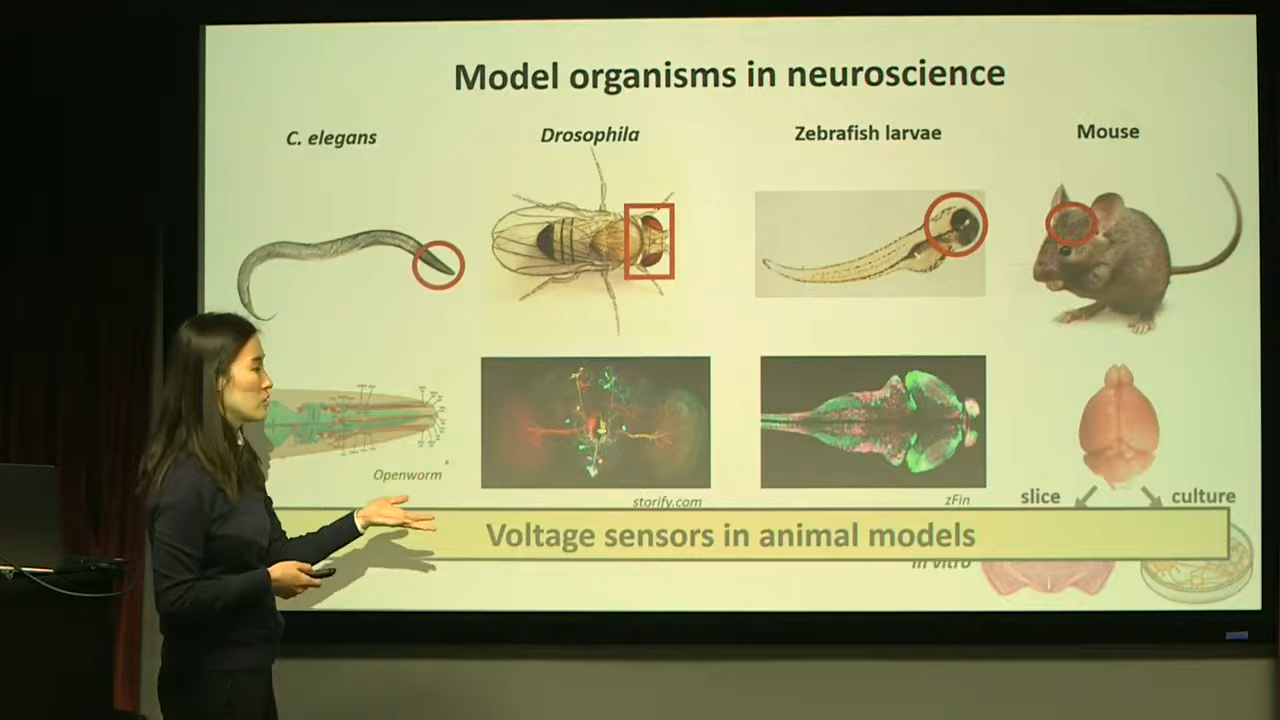 Model organisms in neuroscience
C. elegans
Drosophila
Zebrafish larvae
Mouse
Openworm
storify.com
zFin
slice
culture
Voltage sensors in animal models
in vitro